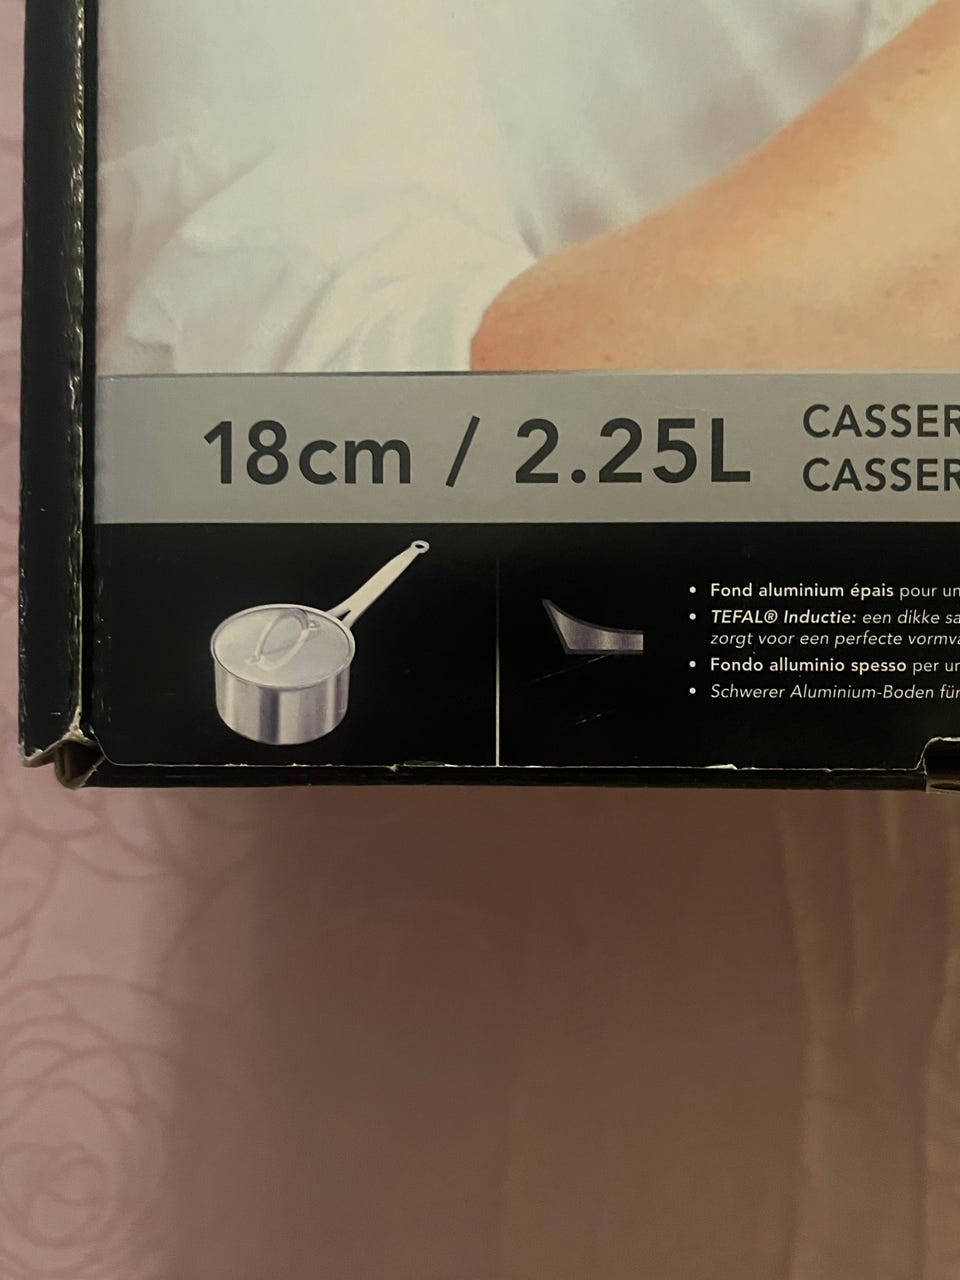 18cm / 2.25L
CASSER
CASSER
• Fond aluminium épais pour un
• TEFAL® Inductie: een dikke sa
zorgt voor een perfecte vormva
• Fondo alluminio spesso per un
• Schwerer Aluminium-Boden für